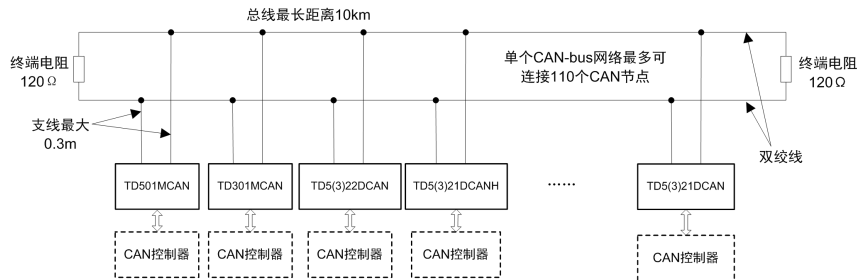 总线最长距离10km
终端电阻
120Ω
单个CAN-bus网络最多可
连接110个CAN节点
终端电阻
120Ω
支线最大
0.3m
双绞线
TD501MCAN
TD301MCAN
TD5(3)22DCAN
TD5(3)21DCANH
……
TD5(3)21DCAN
CAN控制器
CAN控制器
CAN控制器
CAN控制器
CAN控制器